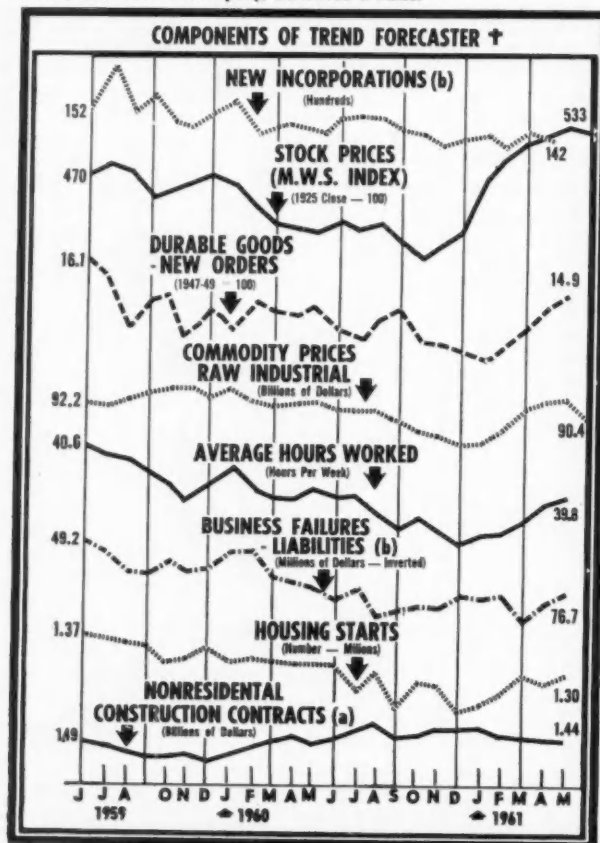 COMPONENTS OF TREND FORECASTER †
NEW INCORPORATIONS (b)
(Hundreds)
152
533
142
STOCK PRICES
(M.W.S. INDEX)
(1925 Close — 100)
470
DURABLE GOODS
NEW ORDERS
(1947-49 — 100)
16.1
14.9
COMMODITY PRICES
RAW INDUSTRIAL
(Billions of Dollars)
92.2
90.4
40.6
AVERAGE HOURS WORKED
(Hours Per Week)
39.8
BUSINESS FAILURES
- LIABILITIES (b)
(Millions of Dollars — Inverted)
49.2
76.7
1.37
HOUSING STARTS
(Number — Millions)
1.30
NONRESIDENTAL
CONSTRUCTION CONTRACTS (a)
(Billions of Dollars)
1.49
1.44
J J A O N D J F M A M J J A S O N D J F M A M
1959 1960 1961